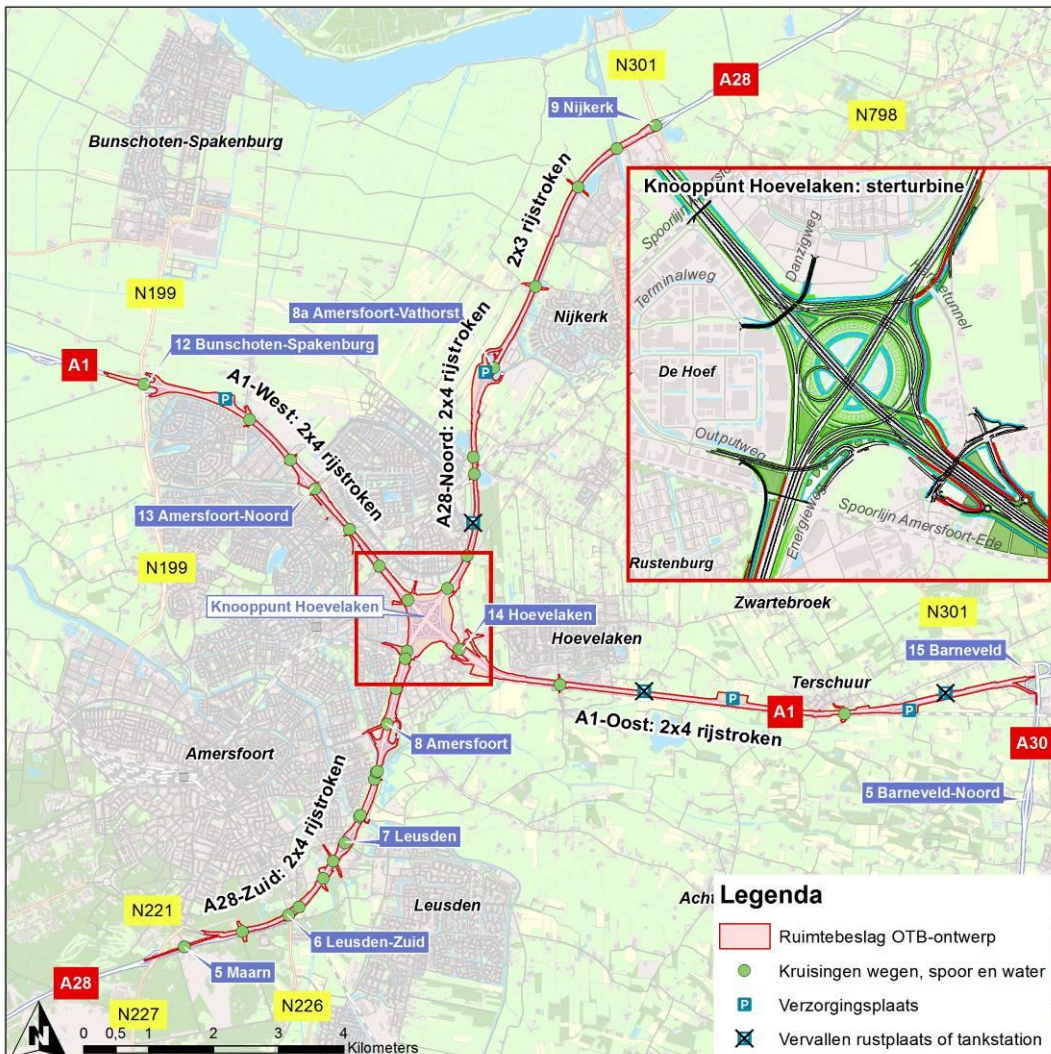 N301
A28
9 Nijkerk
N798
Bunschoten-Spakenburg
2x3 rijstroken
Knooppunt Hoevelaken: sterturbine
Danzigweg
Terminalweg
De Hoef
Outputweg
Energieweg
Spoorlijn Amersfoort-Ede
Rustenburg
N199
8a Amersfoort-Vathorst
Nijkerk
12 Bunschoten-Spakenburg
A1
A1-West: 2x4 rijstroken
A28-Noord: 2x4 rijstroken
13 Amersfoort-Noord
N199
Knooppunt Hoevelaken
14 Hoevelaken
Hoevelaken
Zwartebroek
N301
15 Barneveld
Terschuur
A1
A1-Oost: 2x4 rijstroken
A30
Amersfoort
8 Amersfoort
5 Barneveld-Noord
A28-Zuid: 2x4 rijstroken
7 Leusden
Leusden
N221
6 Leusden-Zuid
5 Maarn
A28
N227
N226
N
0 0,5 1 2 3 4
Kilometers
Legenda
Ruimtebeslag OTB-ontwerp
Kruisingen wegen, spoor en water
P Verzorgingsplaats
Vervallen rustplaats of tankstation